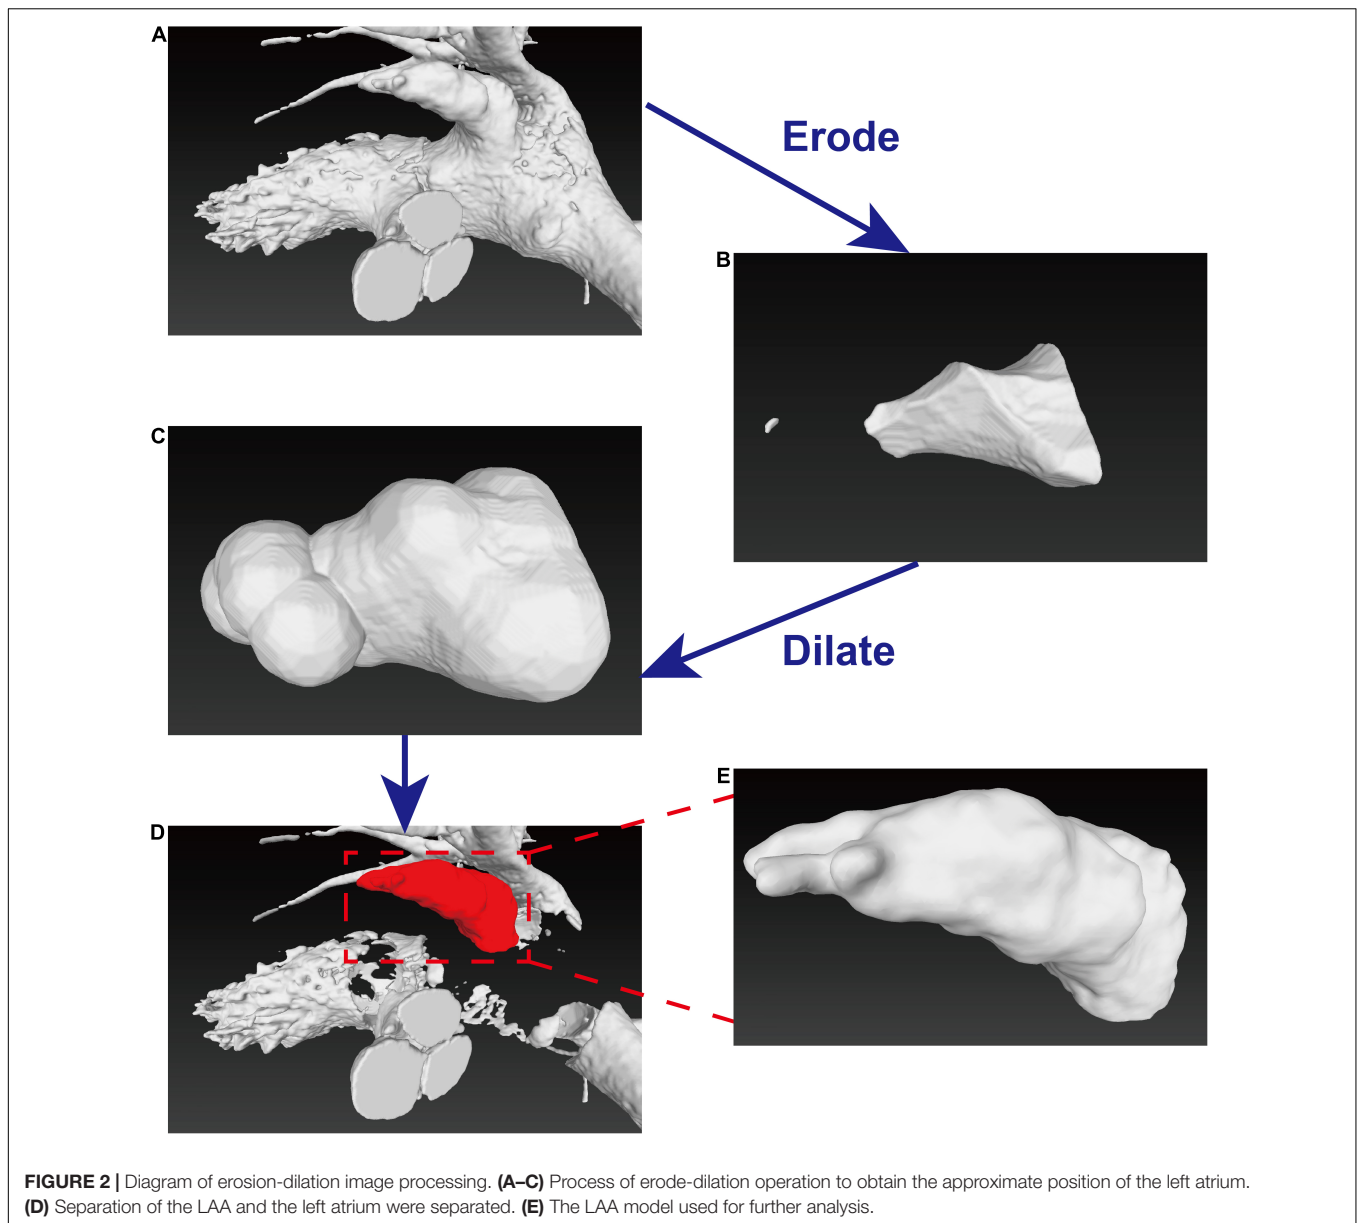 A
Erode
B
C
Dilate
E
D
FIGURE 2 | Diagram of erosion-dilation image processing. (A–C) Process of erode-dilation operation to obtain the approximate position of the left atrium.
(D) Separation of the LAA and the left atrium were separated. (E) The LAA model used for further analysis.